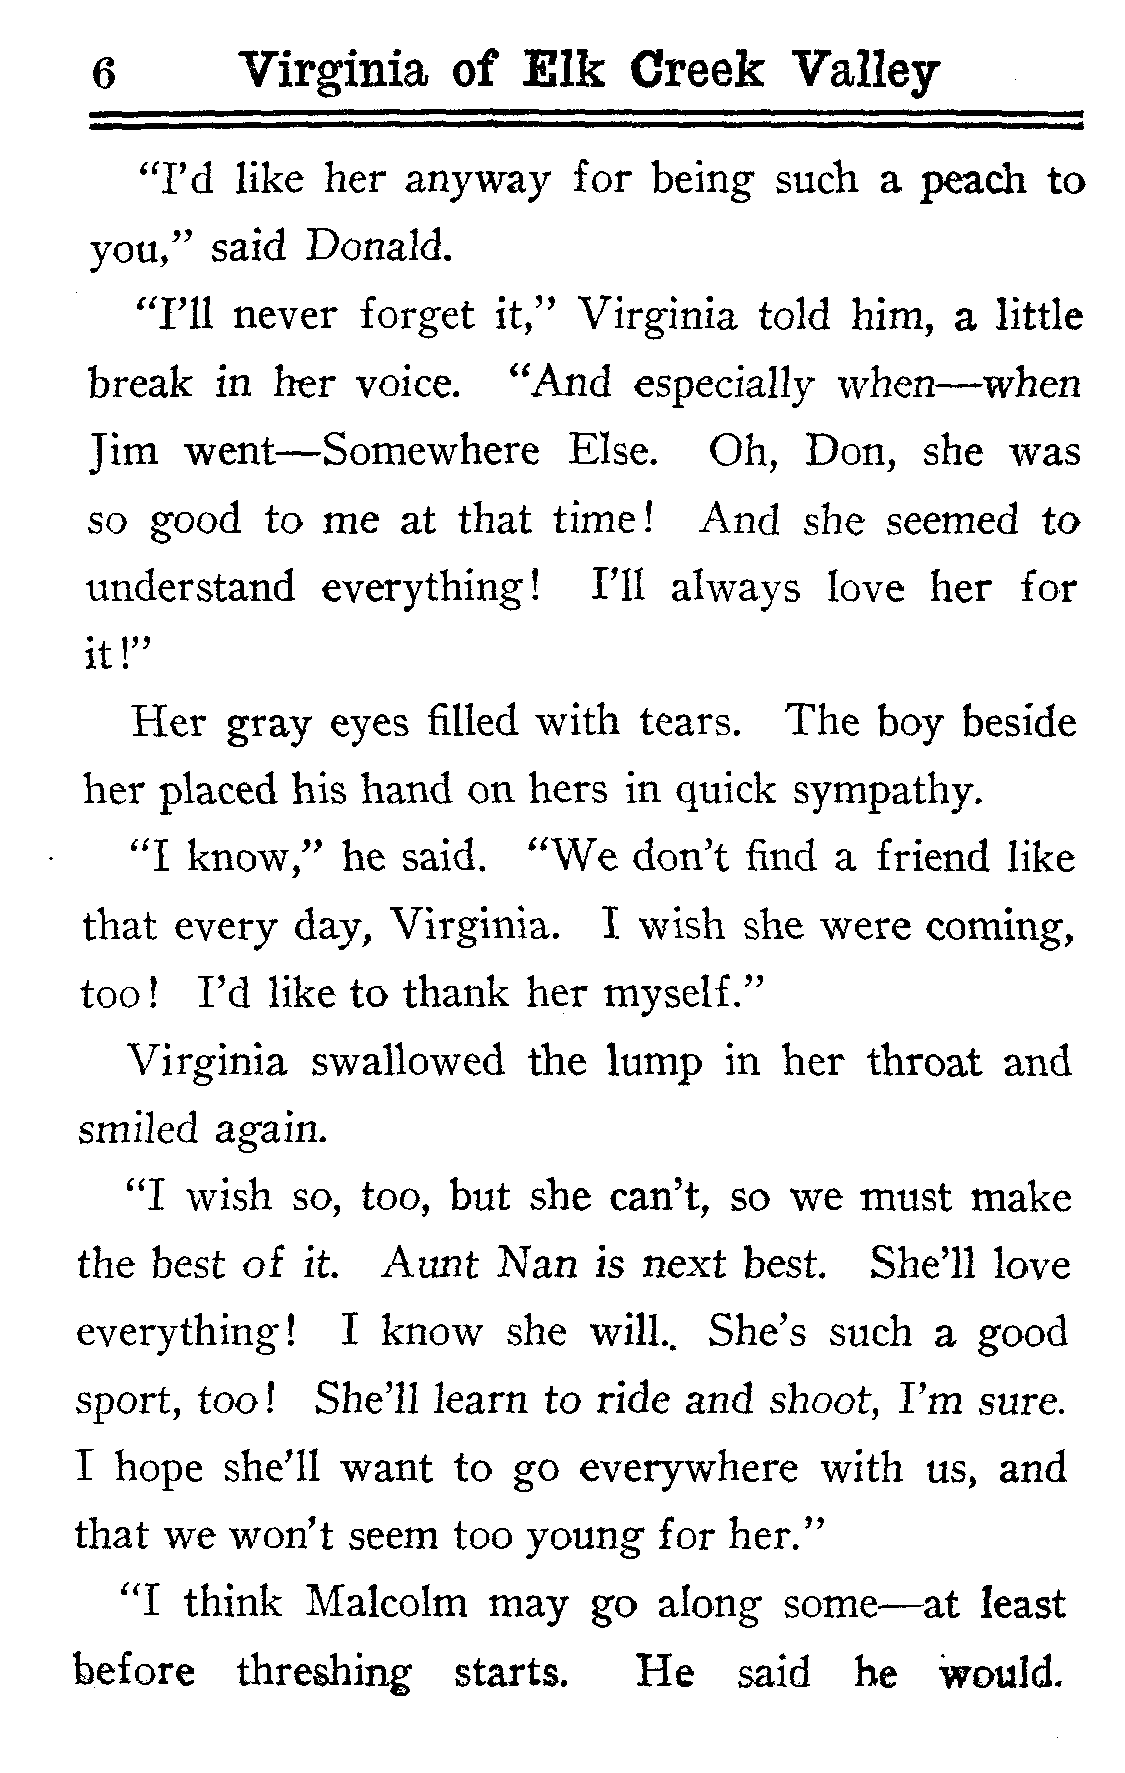 6 Virginia of Elk Creek Valley
“I’d like her anyway for being such a peach to
you,” said Donald.
“I’ll never forget it,” Virginia told him, a little
break in her voice. “And especially when—when
Jim went—Somewhere Else. Oh, Don, she was
so good to me at that time! And she seemed to
understand everything! I’ll always love her for
it!”
Her gray eyes filled with tears. The boy beside
her placed his hand on hers in quick sympathy.
“I know,” he said. “We don’t find a friend like
that every day, Virginia. I wish she were coming,
too! I’d like to thank her myself.”
Virginia swallowed the lump in her throat and
smiled again.
“I wish so, too, but she can’t, so we must make
the best of it. Aunt Nan is next best. She’ll love
everything! I know she will.. She’s such a good
sport, too! She’ll learn to ride and shoot, I’m sure.
I hope she’ll want to go everywhere with us, and
that we won’t seem too young for her.”
“I think Malcolm may go along some—at least
before threshing starts. He said he would.